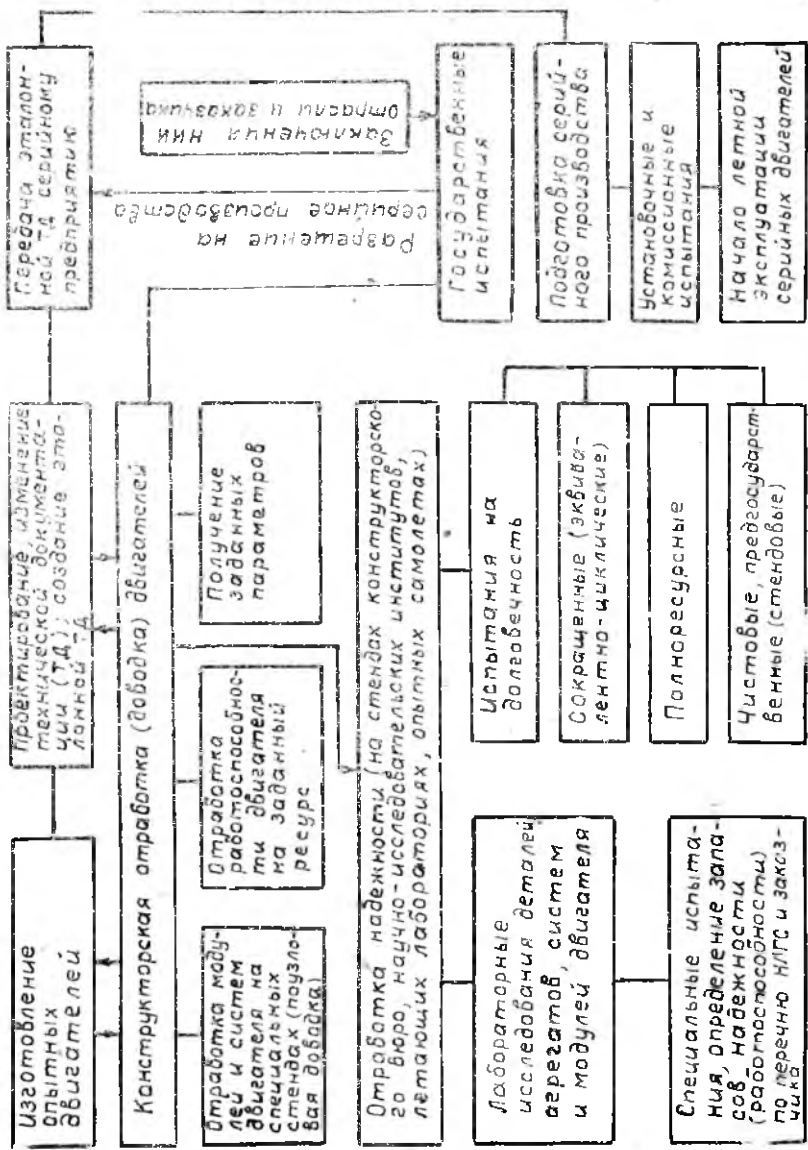 Изготовление
опытных
двигателей
Проектирование, изменение
технической документа-
ции (ТД); создание эта-
лонной ТД
Передача эталон-
ной ТД серийному
предприятию
Конструкторская отработка (доводка) двигателей
Отработка моду-
лей и систем
двигателя на
специальных
стендах (поузло-
вая доводка)
Отработка
работоспособнос-
ти двигателя
на заданный
ресурс
Получение
заданных
параметров
Разрешение на
серийное производство
Заключения НИИ
отрасли и заказчика
Государственные
испытания
Отработка надежности (на стендах конструкторско-
го бюро, научно-исследовательских институтов,
летающих лабораториях, опытных самолетах)
Лабораторные
исследования деталей
агрегатов, систем
и модулей двигателя
Специальные испыта-
ния, определение запа-
сов надежности
(работоспособности)
по перечню НЛГС и заказ-
чика
Испытания на
долговечность
Сокращенные (эквива-
лентно-циклические)
Полноресурсные
Чистовые, предгосударст-
венные (стендовые)
Подготовка серий-
ного производства
Установочные и
комиссионные
испытания
Начало летной
эксплуатации
серийных двигателей